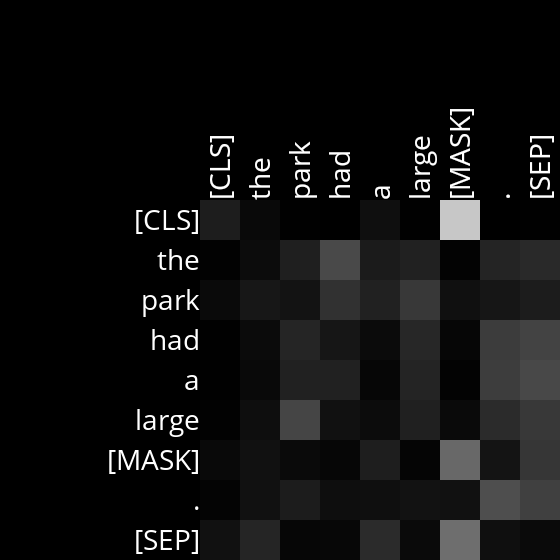 [CLS] the park had a large [MASK] . [SEP]
[CLS]
the
park
had
a
large
[MASK]
.
[SEP]